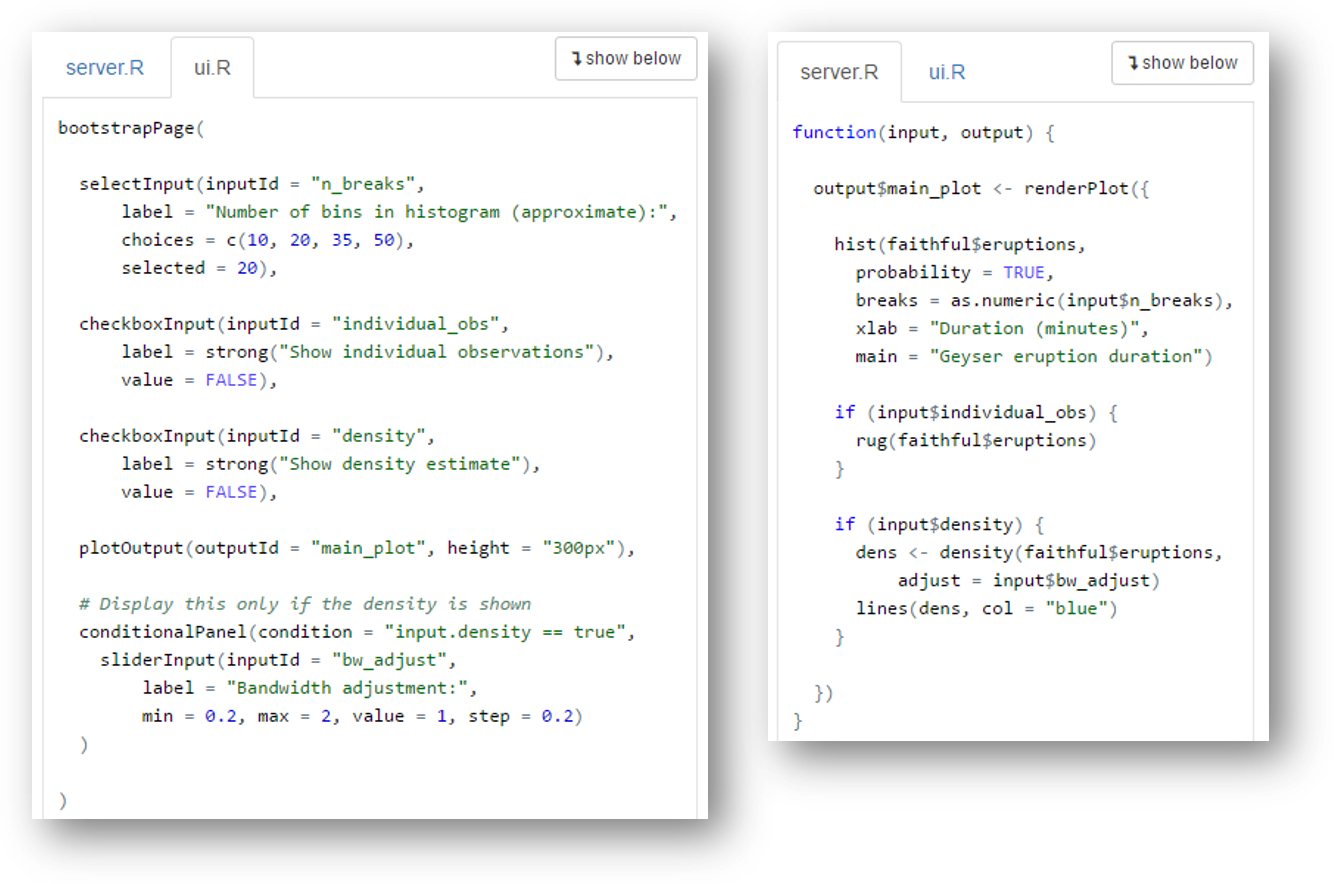 server.R
ui.R
↴show below
bootstrapPage(
  selectInput(inputId = "n_breaks",
      label = "Number of bins in histogram (approximate):",
      choices = c(10, 20, 35, 50),
      selected = 20),
  checkboxInput(inputId = "individual_obs",
      label = strong("Show individual observations"),
      value = FALSE),
  checkboxInput(inputId = "density",
      label = strong("Show density estimate"),
      value = FALSE),
  plotOutput(outputId = "main_plot", height = "300px"),
  # Display this only if the density is shown
  conditionalPanel(condition = "input.density == true",
    sliderInput(inputId = "bw_adjust",
        label = "Bandwidth adjustment:",
        min = 0.2, max = 2, value = 1, step = 0.2)
  )
)
server.R
ui.R
↴show below
function(input, output) {
  output$main_plot <- renderPlot({
    hist(faithful$eruptions,
      probability = TRUE,
      breaks = as.numeric(input$n_breaks),
      xlab = "Duration (minutes)",
      main = "Geyser eruption duration")
    if (input$individual_obs) {
      rug(faithful$eruptions)
    }
    if (input$density) {
      dens <- density(faithful$eruptions,
          adjust = input$bw_adjust)
      lines(dens, col = "blue")
    }
  })
}